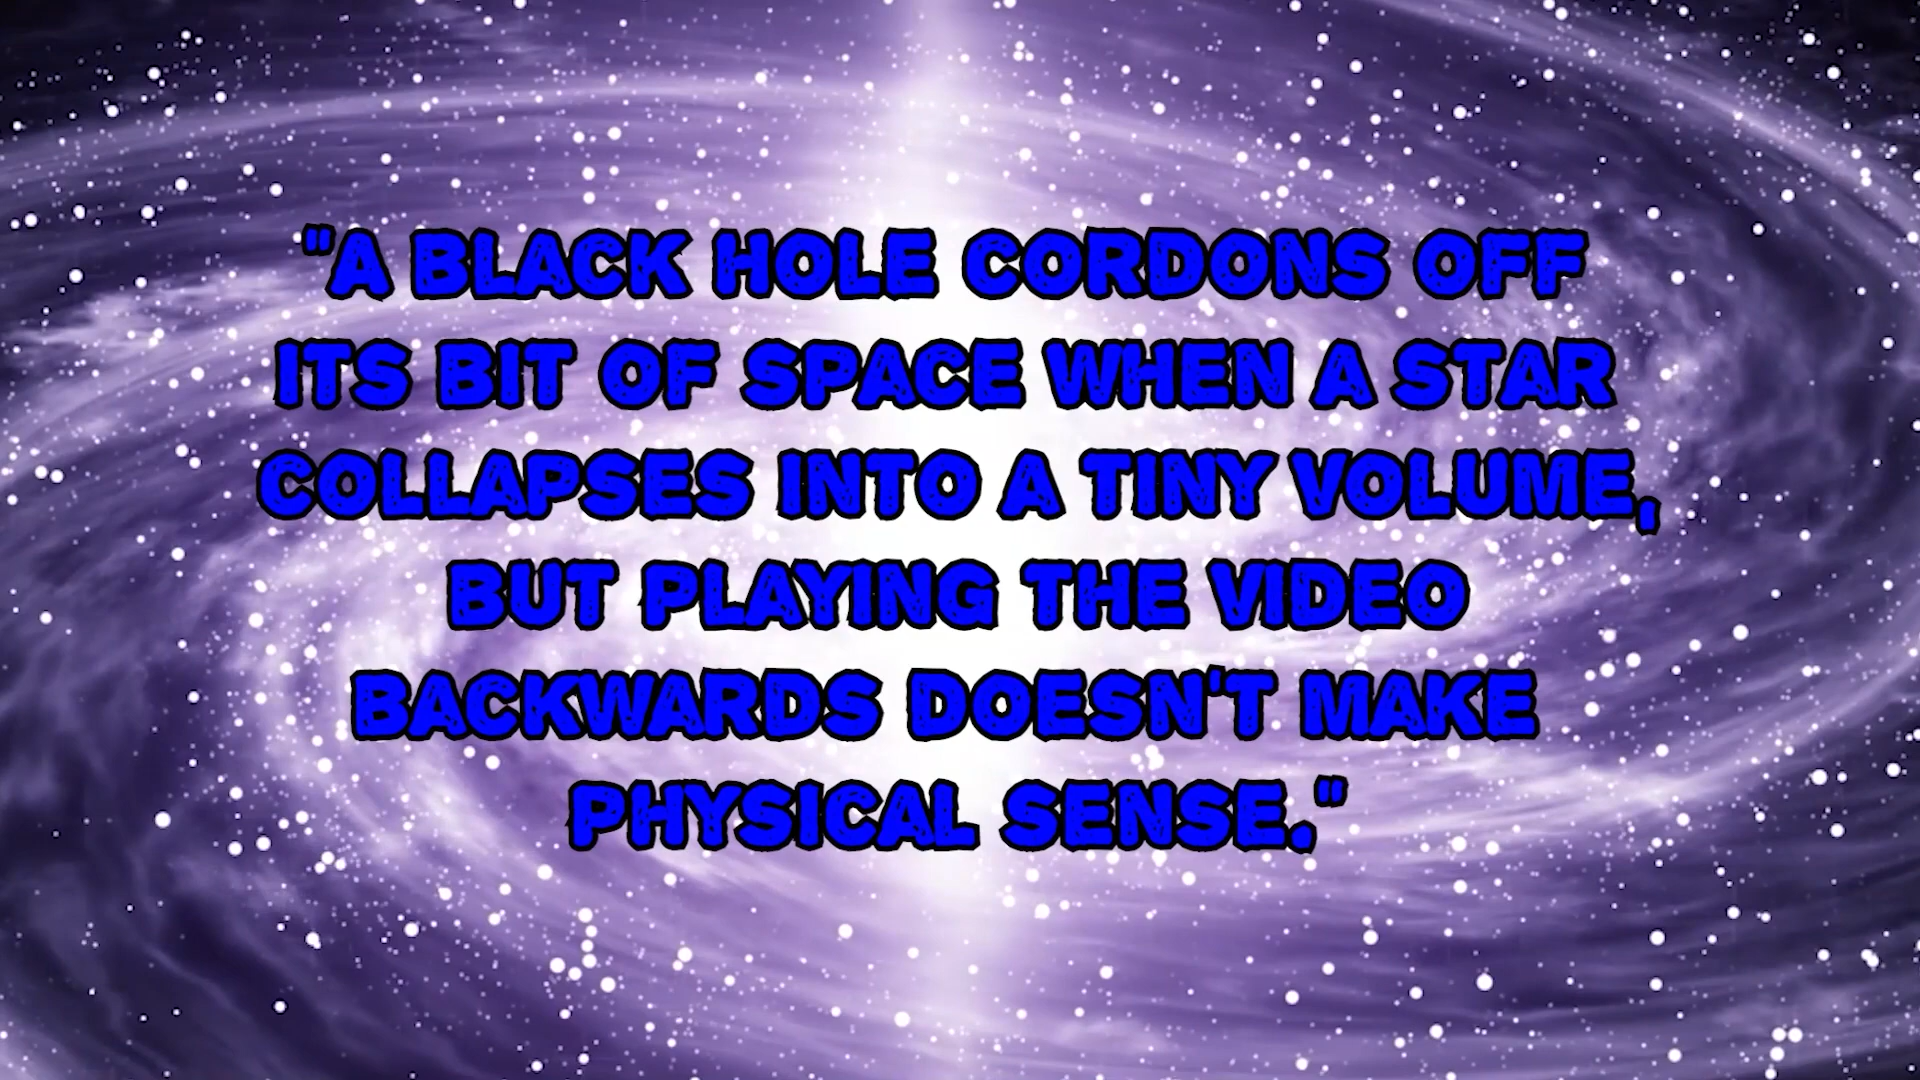 "A BLACK HOLE CORDONS OFF
ITS BIT OF SPACE WHEN A STAR
COLLAPSES INTO A TINY VOLUME,
BUT PLAYING THE VIDEO
BACKWARDS DOESN'T MAKE
PHYSICAL SENSE."